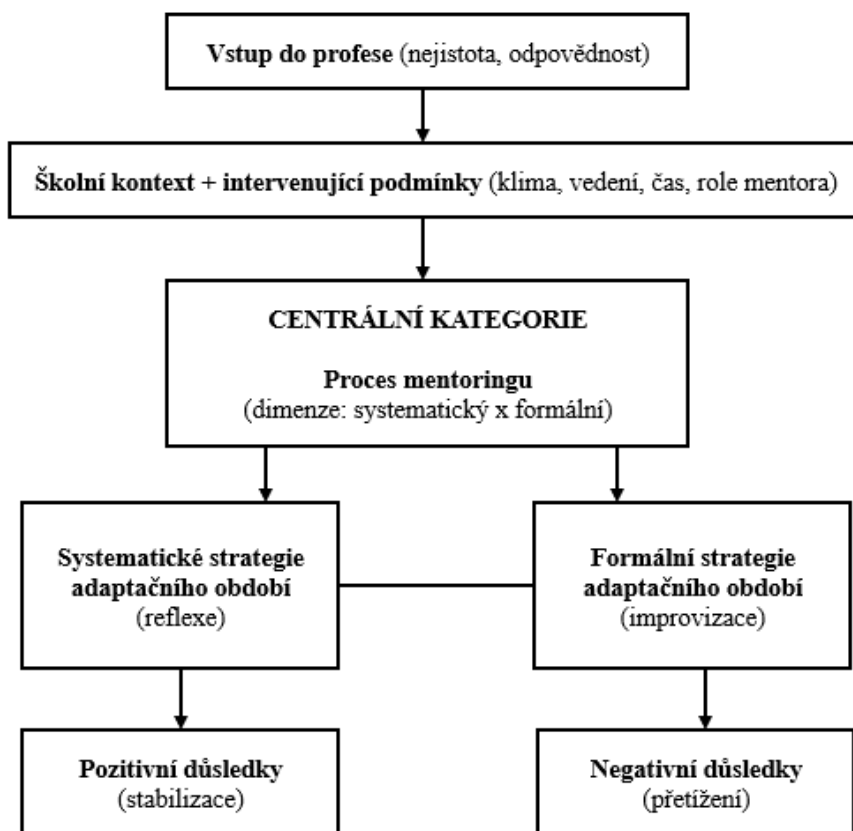 Vstup do profese (nejistota, odpovědnost)
Školní kontext + intervenující podmínky (klima, vedení, čas, role mentora)
CENTRÁLNÍ KATEGORIE
Proces mentoringu
(dimenze: systematický x formální)
Systematické strategie
adaptačního období
(reflexe)
Formální strategie
adaptačního období
(improvizace)
Pozitivní důsledky
(stabilizace)
Negativní důsledky
(přetížení)